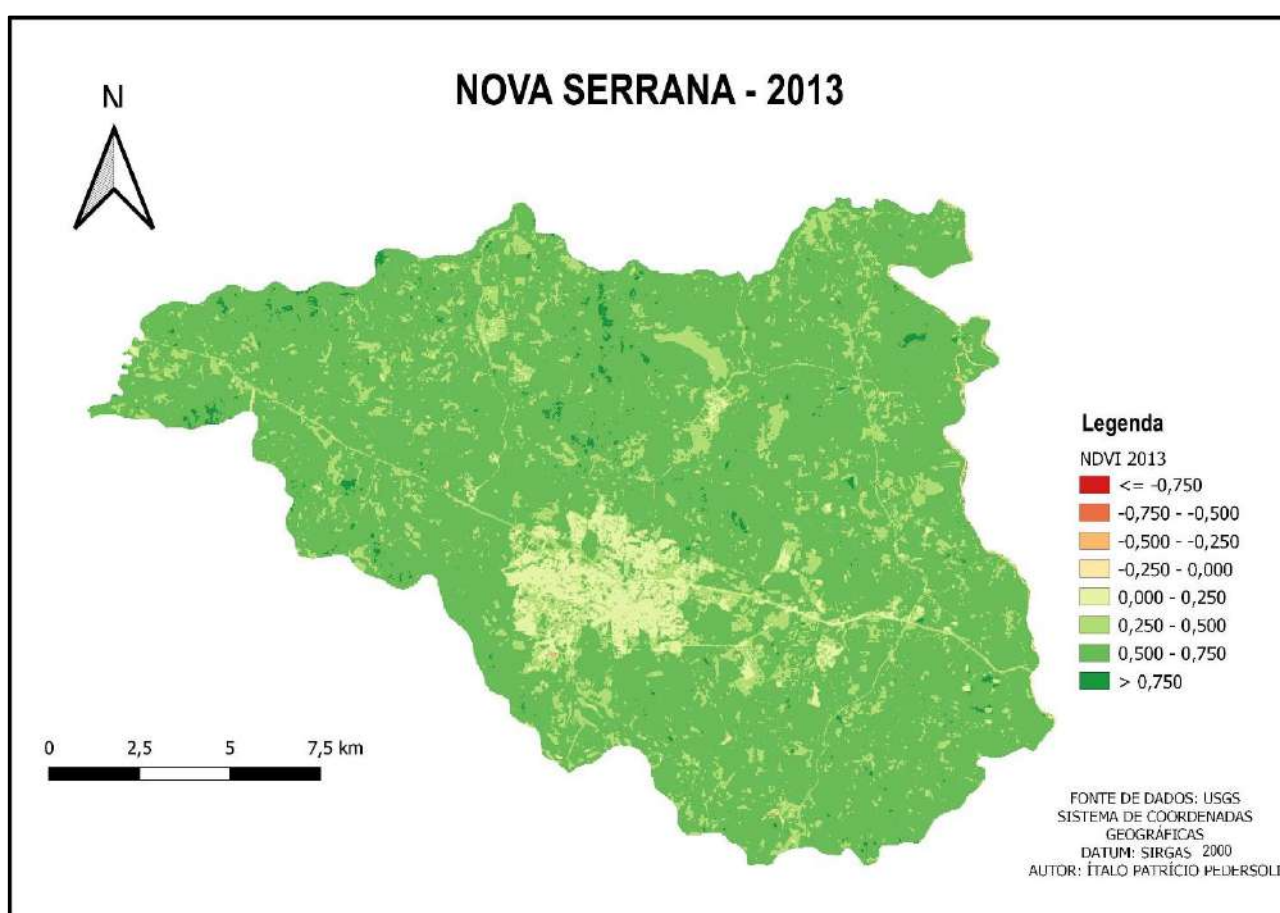 NOVA SERRANA - 2013
N
Legenda
NDVI 2013
<= -0,750
-0,750 - -0,500
-0,500 - -0,250
-0,250 - 0,000
0,000 - 0,250
0,250 - 0,500
0,500 - 0,750
> 0,750
0 2,5 5 7,5 km
FONTE DE DADOS: USGS
SISTEMA DE COORDENADAS
GEOGRÁFICAS
DATUM: SIRGAS 2000
AUTOR: ÍTALO PATRÍCIO PEDERSOLI